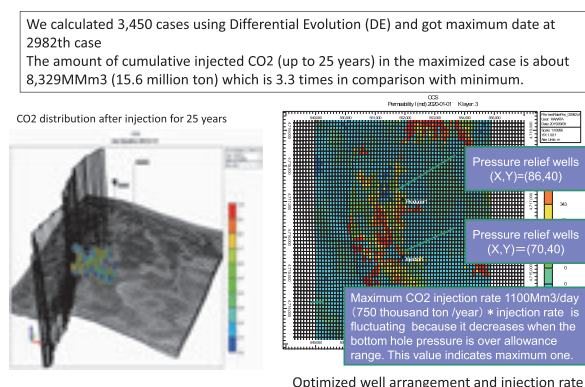 We calculated 3,450 cases using Differential Evolution (DE) and got maximum date at
2982th case
The amount of cumulative injected CO2 (up to 25 years) in the maximized case is about
8,329MMm3 (15.6 million ton) which is 3.3 times in comparison with minimum.
CO2 distribution after injection for 25 years
CCS
Permeability I (md) 2020-01-01 K layer: 3
Pressure relief wells
(X,Y)=(86,40)
Producer1
Pressure relief wells
(X,Y)=(70,40)
Injector1
Maximum CO2 injection rate 1100Mm3/day
(750 thousand ton /year) * injection rate is
fluctuating because it decreases when the
bottom hole pressure is over allowance
range. This value indicates maximum one.
Optimized well arrangement and injection rate